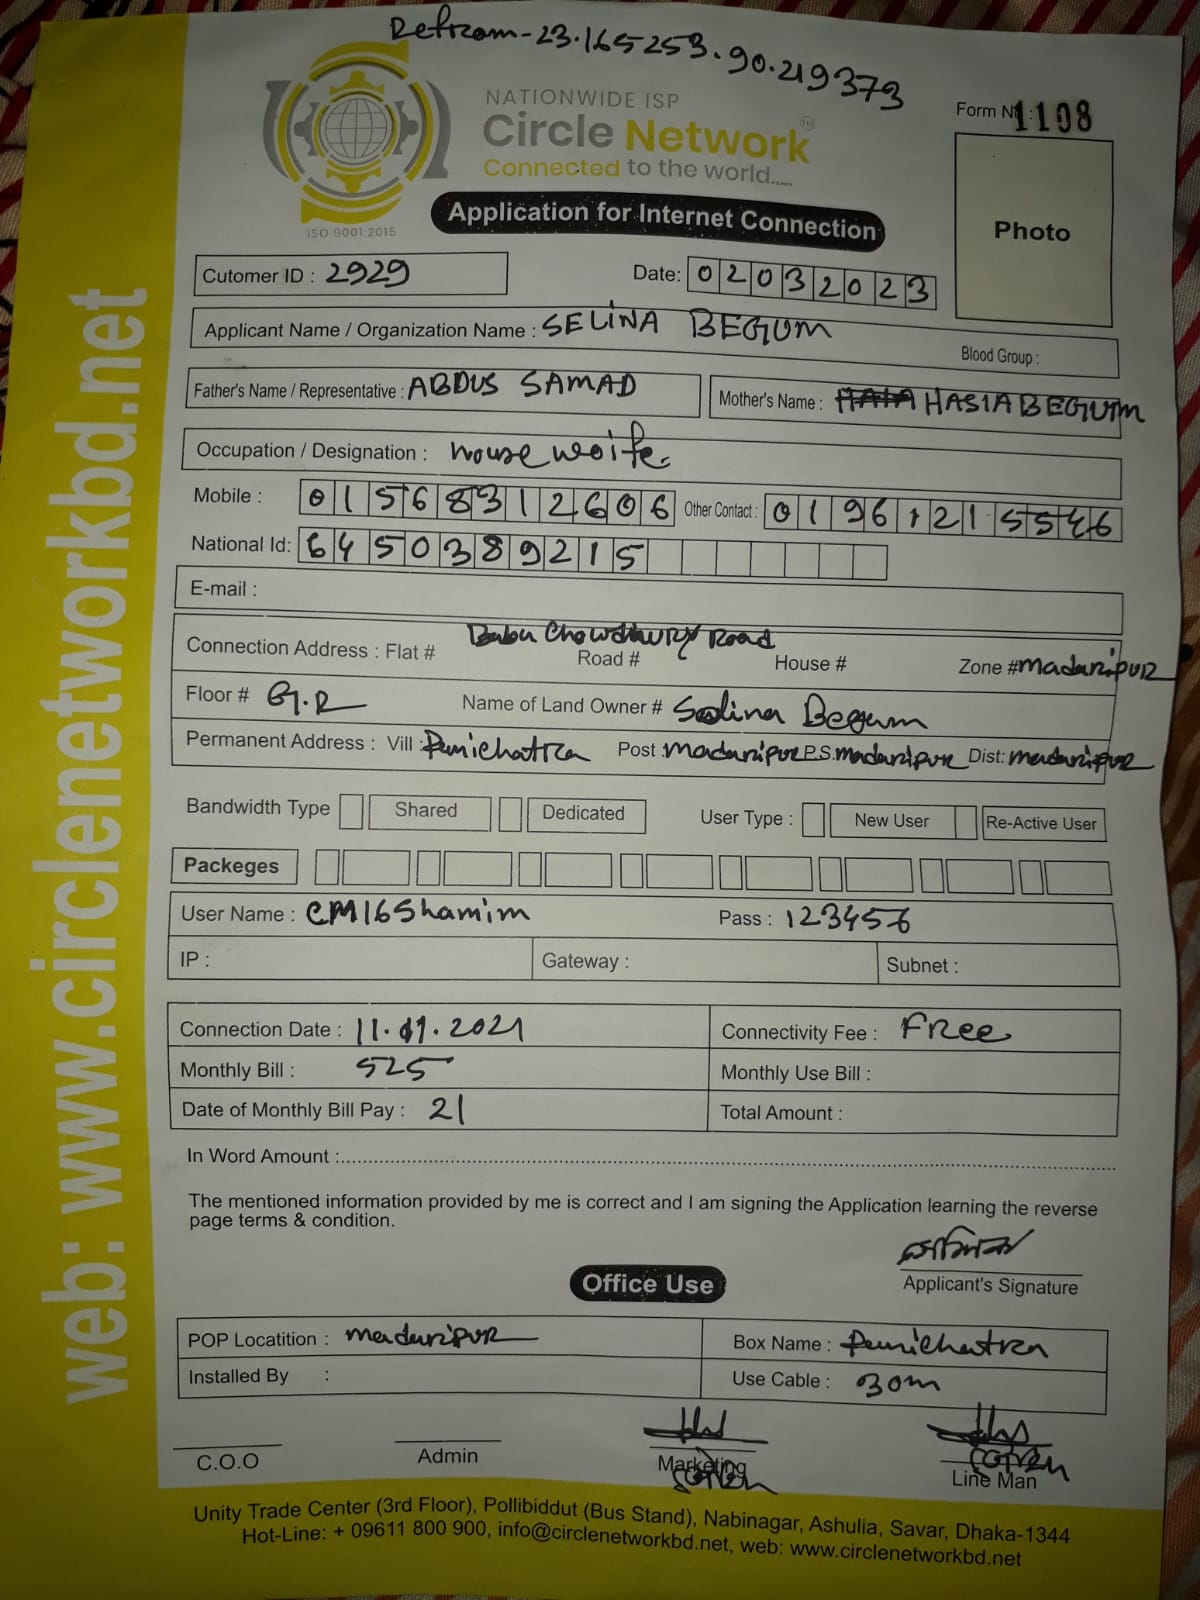 Refrom-23.165253.90.219373
NATIONWIDE ISP
Circle Network TM
Connected to the world.....
ISO 9001:2015
Form No : 1108
Photo
Application for Internet Connection
Cutomer ID : 2929 Date: 02032023
Applicant Name / Organization Name : SELINA BEGUM Blood Group :
Father's Name / Representative : ABDUS SAMAD Mother's Name : HASIA BEGUM
Occupation / Designation : house woife.
Mobile : 01568312606 Other Contact : 01961215546
National Id: 6450389215
E-mail :
Babu Chowdhury Road
Connection Address : Flat # Road # House # Zone # madaripur
Floor # G.R Name of Land Owner # Selina Begum
Permanent Address : Vill : Panichatra Post : madaripur P.S. madaripur Dist: madaripur
Bandwidth Type Shared Dedicated User Type : New User Re-Active User
Packeges
User Name : CM16Shamim Pass : 123456
IP : Gateway : Subnet :
Connection Date : 11.01.2021 Connectivity Fee : Free
Monthly Bill : 525 Monthly Use Bill :
Date of Monthly Bill Pay : 21 Total Amount :
In Word Amount :
The mentioned information provided by me is correct and I am signing the Application learning the reverse
page terms & condition.
Applicant's Signature
Office Use
POP Locatition : madaripur Box Name : Panichatra
Installed By : Use Cable : 30m
C.O.O Admin Marketing Line Man
Unity Trade Center (3rd Floor), Pollibiddut (Bus Stand), Nabinagar, Ashulia, Savar, Dhaka-1344
Hot-Line: + 09611 800 900, info@circlenetworkbd.net, web: www.circlenetworkbd.net
web: www.circlenetworkbd.net